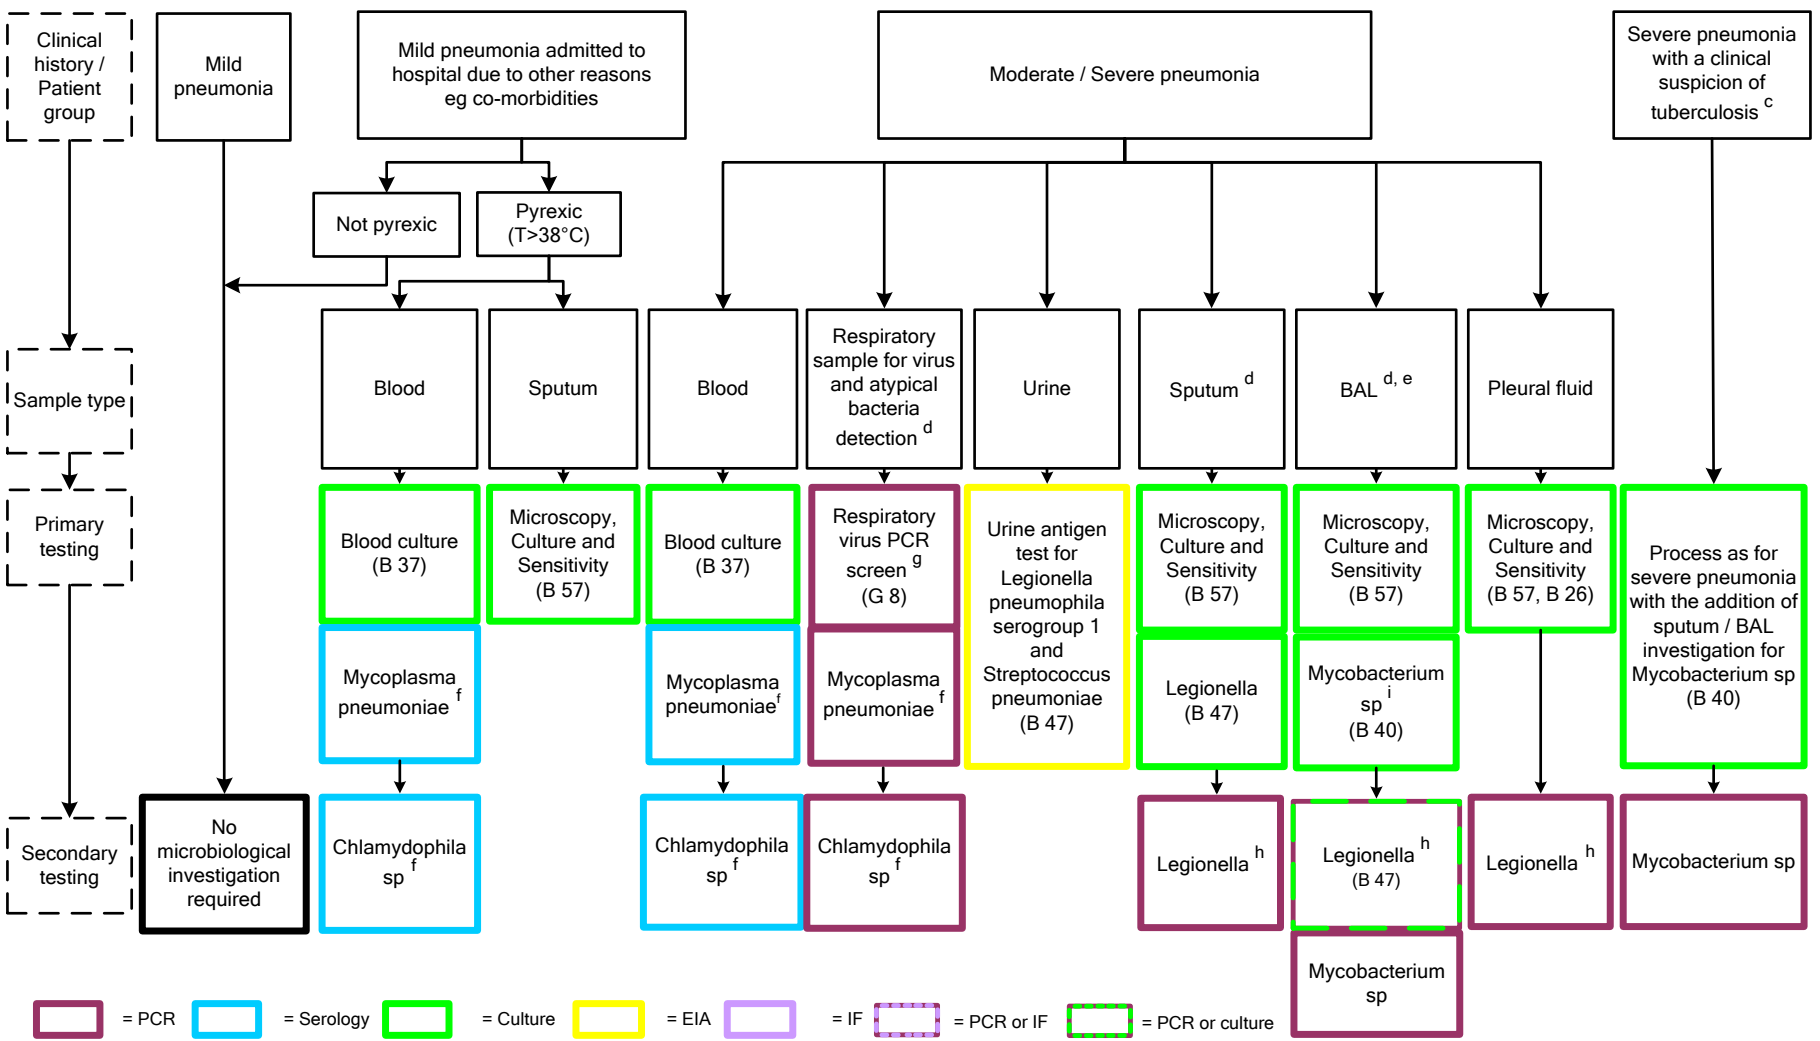 Clinical
history /
Patient
group
Mild
pneumonia
Mild pneumonia admitted to
hospital due to other reasons
eg co-morbidities
Moderate / Severe pneumonia
Severe pneumonia
with a clinical
suspicion of
tuberculosis c
Not pyrexic
Pyrexic
(T>38°C)
Sample type
Blood
Sputum
Blood
Respiratory
sample for virus
and atypical
bacteria
detection d
Urine
Sputum d
BAL d, e
Pleural fluid
Primary
testing
Blood culture
(B 37)
Microscopy,
Culture and
Sensitivity
(B 57)
Blood culture
(B 37)
Respiratory
virus PCR
screen g
(G 8)
Urine antigen
test for
Legionella
pneumophila
serogroup 1
and
Streptococcus
pneumoniae
(B 47)
Microscopy,
Culture and
Sensitivity
(B 57)
Microscopy,
Culture and
Sensitivity
(B 57)
Microscopy,
Culture and
Sensitivity
(B 57, B 26)
Process as for
severe pneumonia
with the addition of
sputum / BAL
investigation for
Mycobacterium sp
(B 40)
Mycoplasma
pneumoniae f
Mycoplasma
pneumoniae f
Mycoplasma
pneumoniae f
Legionella
(B 47)
Mycobacterium
sp i
(B 40)
Secondary
testing
No
microbiological
investigation
required
Chlamydophila
sp f
Chlamydophila
sp f
Chlamydophila
sp f
Legionella h
Legionella h
(B 47)
Legionella h
Mycobacterium sp
Mycobacterium
sp
= PCR
= Serology
= Culture
= EIA
= IF
= PCR or IF
= PCR or culture